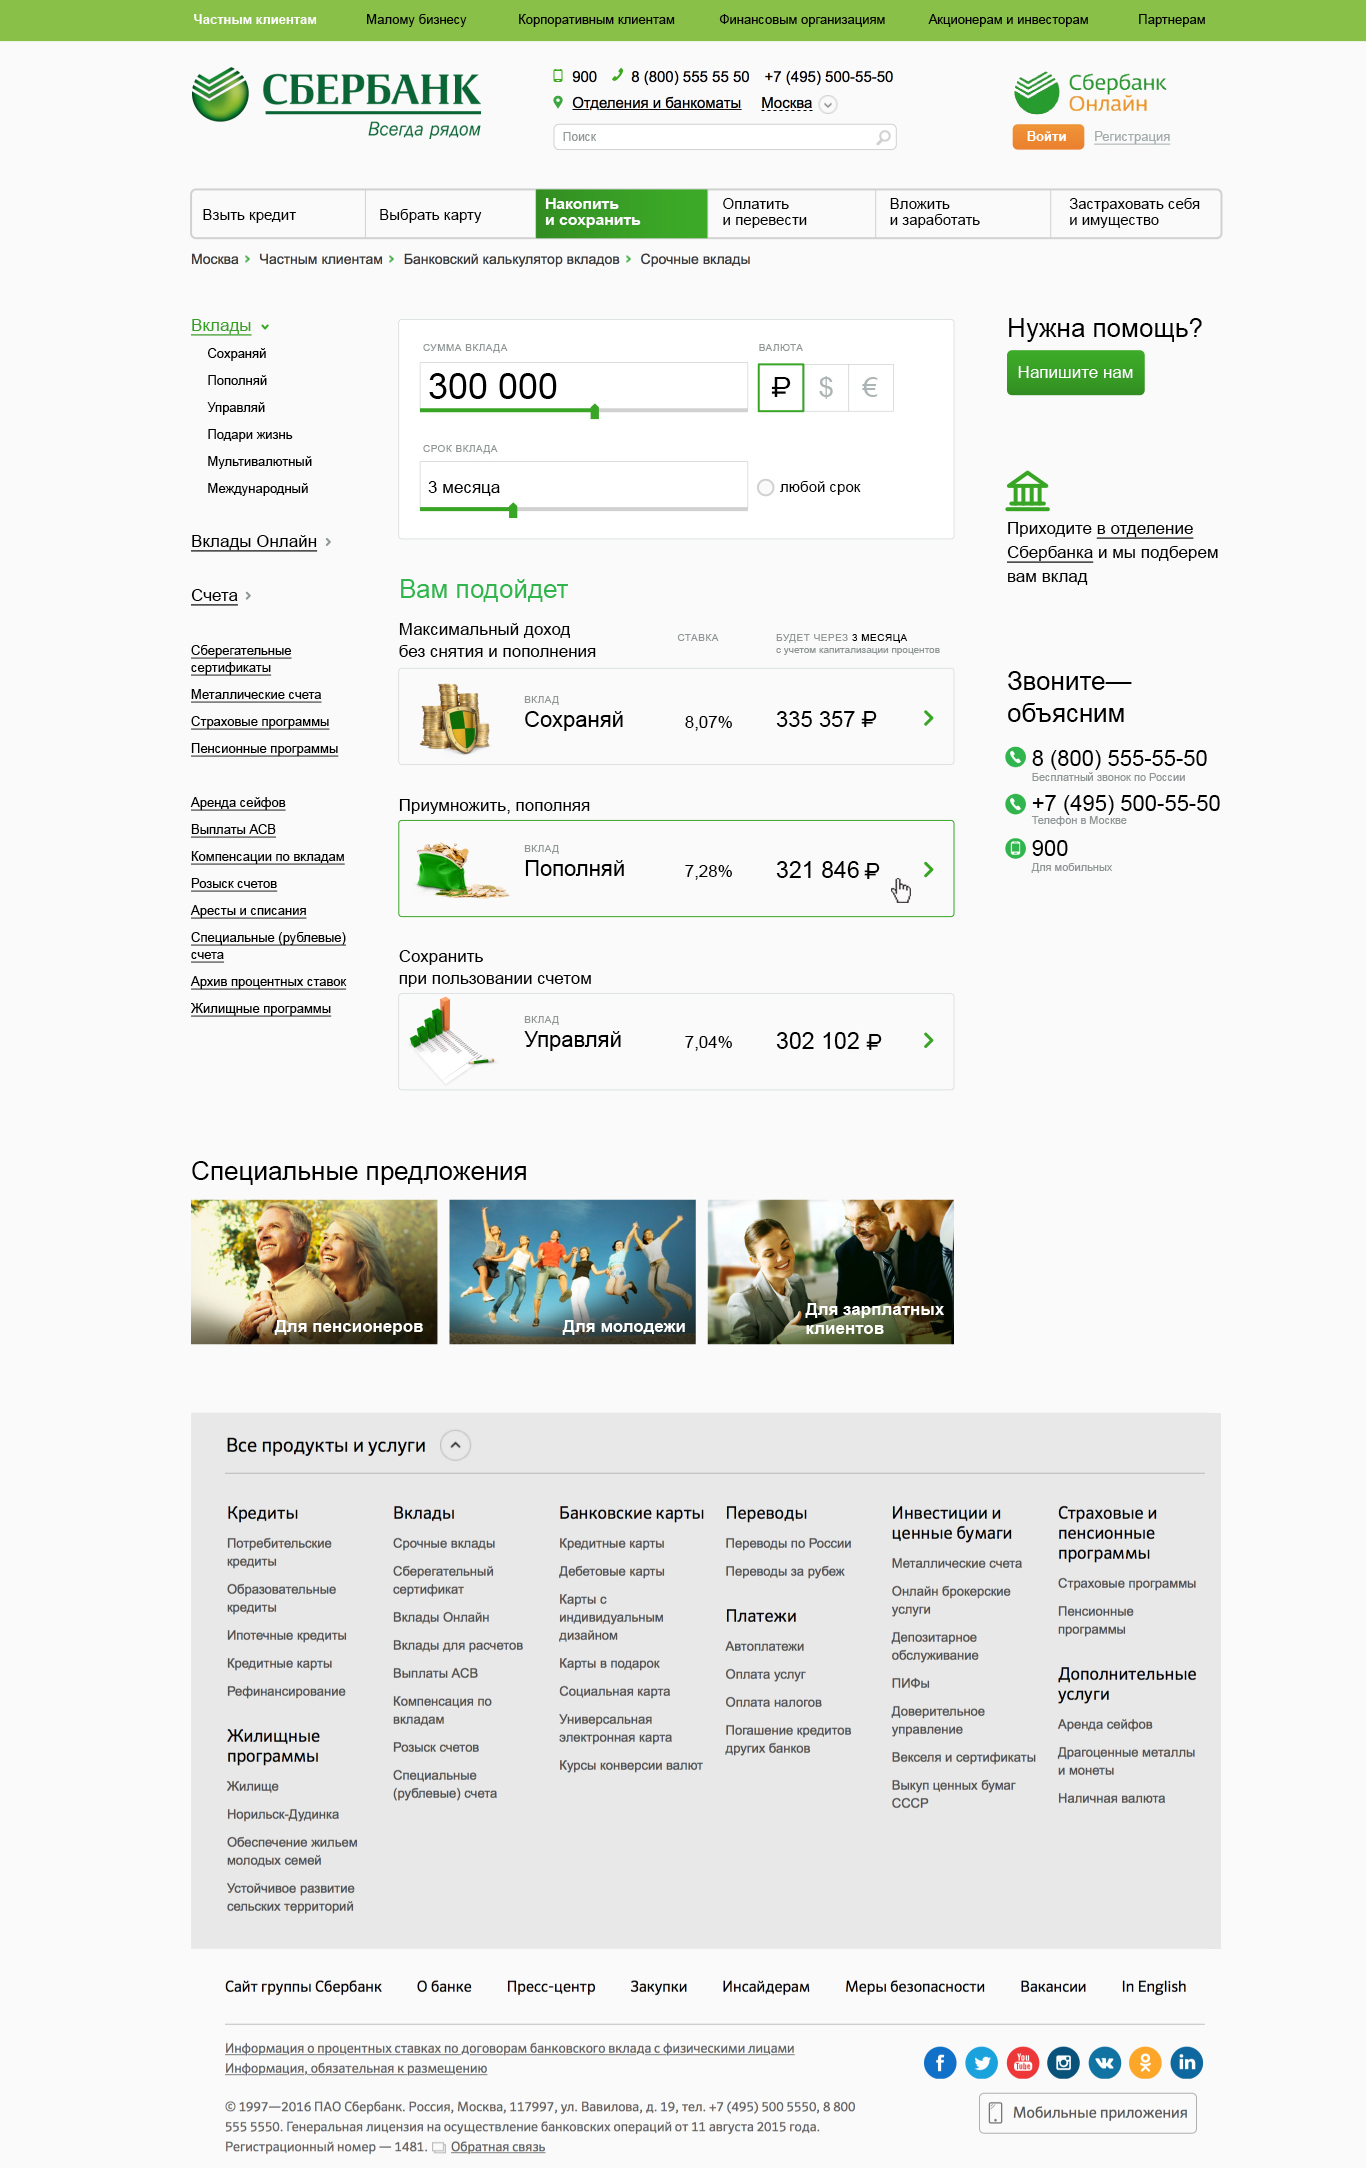 Частным клиентам
Малому бизнесу
Корпоративным клиентам
Финансовым организациям
Акционерам и инвесторам
Партнерам
СБЕРБАНК
Всегда рядом
900
8 (800) 555 55 50
+7 (495) 500-55-50
Отделения и банкоматы
Москва
Поиск
Сбербанк
Онлайн
Войти
Регистрация
Взыть кредит
Выбрать карту
Накопить
и сохранить
Оплатить
и перевести
Вложить
и заработать
Застраховать себя
и имущество
Москва
Частным клиентам
Банковский калькулятор вкладов
Срочные вклады
Вклады
Сохраняй
Пополняй
Управляй
Подари жизнь
Мультивалютный
Международный
Вклады Онлайн
Счета
Сберегательные
сертификаты
Металлические счета
Страховые программы
Пенсионные программы
Аренда сейфов
Выплаты АСВ
Компенсации по вкладам
Розыск счетов
Аресты и списания
Специальные (рублевые)
счета
Архив процентных ставок
Жилищные программы
СУММА ВКЛАДА
300 000
ВАЛЮТА
₽
$
€
СРОК ВКЛАДА
3 месяца
любой срок
Вам подойдет
Максимальный доход
без снятия и пополнения
СТАВКА
БУДЕТ ЧЕРЕЗ 3 МЕСЯЦА
с учетом капитализации процентов
ВКЛАД
Сохраняй
8,07%
335 357 ₽
Приумножить, пополняя
ВКЛАД
Пополняй
7,28%
321 846 ₽
Сохранить
при пользовании счетом
ВКЛАД
Управляй
7,04%
302 102 ₽
Нужна помощь?
Напишите нам
Приходите в отделение
Сбербанка и мы подберем
вам вклад
Звоните—
объясним
8 (800) 555-55-50
Бесплатный звонок по России
+7 (495) 500-55-50
Телефон в Москве
900
Для мобильных
Специальные предложения
Для пенсионеров
Для молодежи
Для зарплатных
клиентов
Все продукты и услуги
Кредиты
Потребительские
кредиты
Образовательные
кредиты
Ипотечные кредиты
Кредитные карты
Рефинансирование
Жилищные
программы
Жилище
Норильск-Дудинка
Обеспечение жильем
молодых семей
Устойчивое развитие
сельских территорий
Вклады
Срочные вклады
Сберегательный
сертификат
Вклады Онлайн
Вклады для расчетов
Выплаты АСВ
Компенсация по
вкладам
Розыск счетов
Специальные
(рублевые) счета
Банковские карты
Кредитные карты
Дебетовые карты
Карты с
индивидуальным
дизайном
Карты в подарок
Социальная карта
Универсальная
электронная карта
Курсы конверсии валют
Переводы
Переводы по России
Переводы за рубеж
Платежи
Автоплатежи
Оплата услуг
Оплата налогов
Погашение кредитов
других банков
Инвестиции и
ценные бумаги
Металлические счета
Онлайн брокерские
услуги
Депозитарное
обслуживание
ПИФы
Доверительное
управление
Векселя и сертификаты
Выкуп ценных бумаг
СССР
Страховые и
пенсионные
программы
Страховые программы
Пенсионные
программы
Дополнительные
услуги
Аренда сейфов
Драгоценные металлы
и монеты
Наличная валюта
Сайт группы Сбербанк
О банке
Пресс-центр
Закупки
Инсайдерам
Меры безопасности
Вакансии
In English
Информация о процентных ставках по договорам банковского вклада с физическими лицами
Информация, обязательная к размещению
You
Tube
© 1997—2016 ПАО Сбербанк. Россия, Москва, 117997, ул. Вавилова, д. 19, тел. +7 (495) 500 5550, 8 800
555 5550. Генеральная лицензия на осуществление банковских операций от 11 августа 2015 года.
Регистрационный номер — 1481. Обратная связь
Мобильные приложения